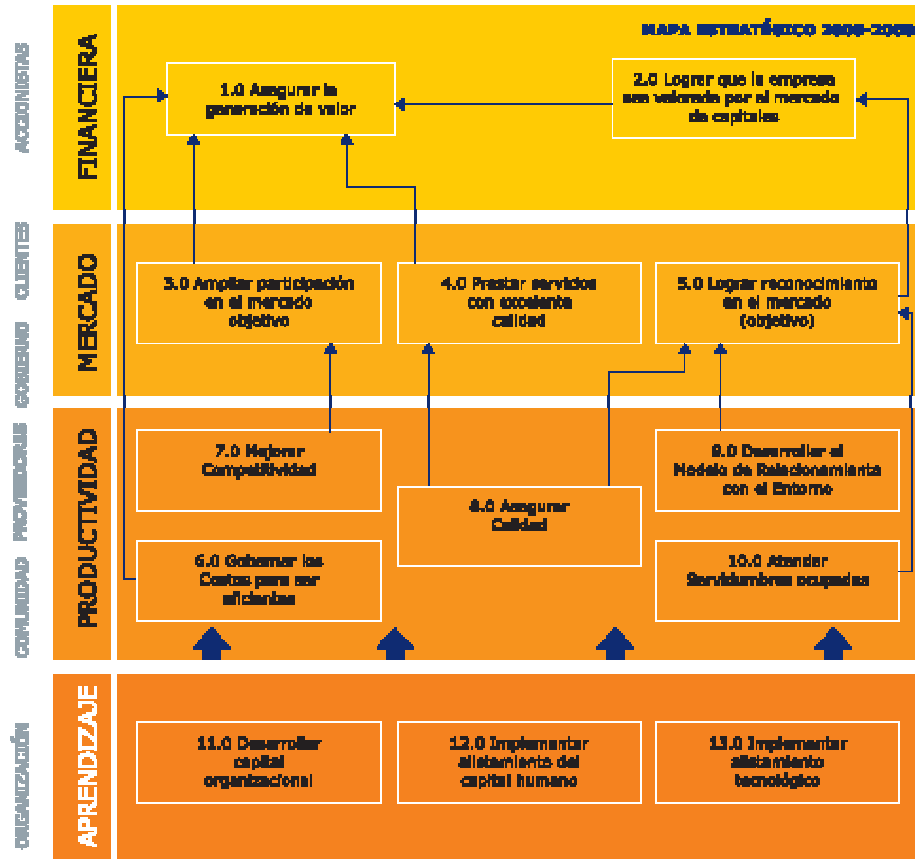 MAPA ESTRATÉGICO
ACCIONISTAS
FINANCIERA
1.0 Asegurar la
generación de valor
2.0 Lograr que la empresa
sea valorada por el mercado
de capitales
CLIENTES
GOBIERNO
MERCADO
3.0 Ampliar participación
en el mercado
objetivo
4.0 Prestar servicios
con excelente
calidad
5.0 Lograr reconocimiento
en el mercado
(objetivo)
PROVEEDORES
COMUNIDAD
PRODUCTIVIDAD
7.0 Mejorar
Competitividad
8.0 Asegurar
Calidad
9.0 Desarrollar el
Modelo de Relacionamiento
con el Entorno
6.0 Gobernar los
Costos para ser
eficientes
10.0 Atender
Servidumbres ocupadas
ORGANIZACIÓN
APRENDIZAJE
11.0 Desarrollar
capital
organizacional
12.0 Implementar
alistamiento del
capital humano
13.0 Implementar
alistamiento
tecnológico